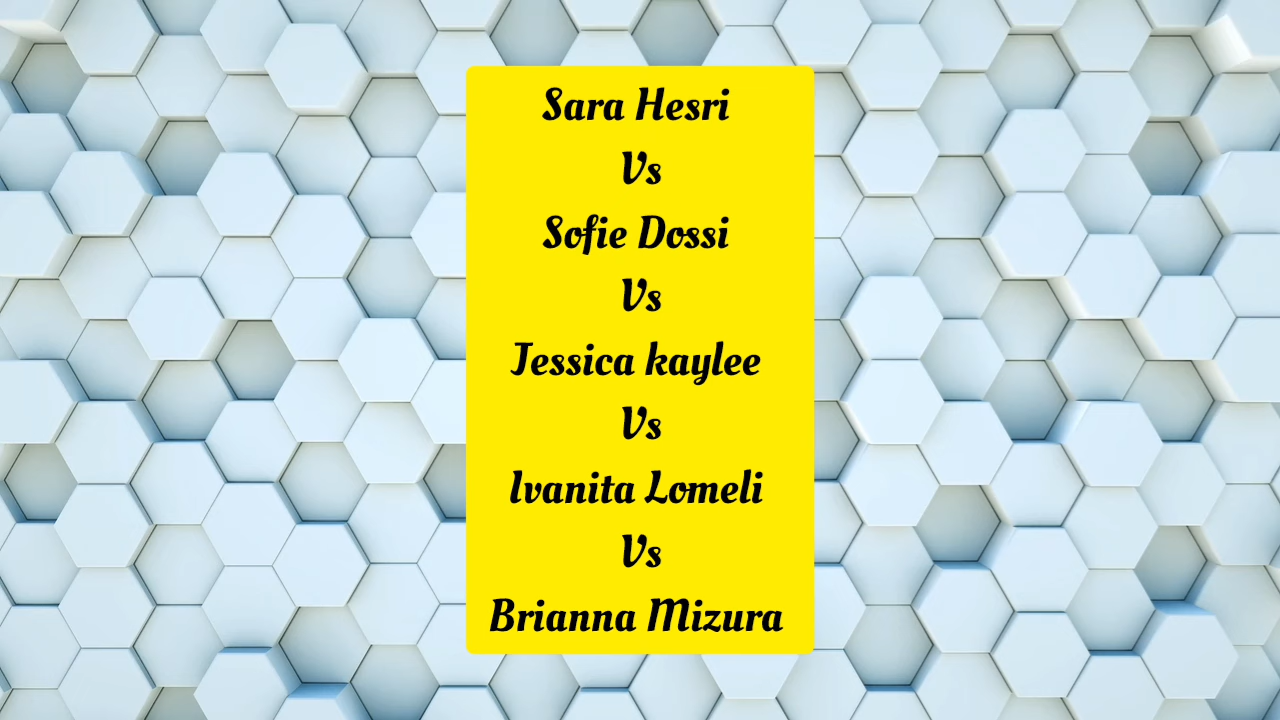 Sara Hesri
Vs
Sofie Dossi
Vs
Jessica kaylee
Vs
Ivanita Lomeli
Vs
Brianna Mizura